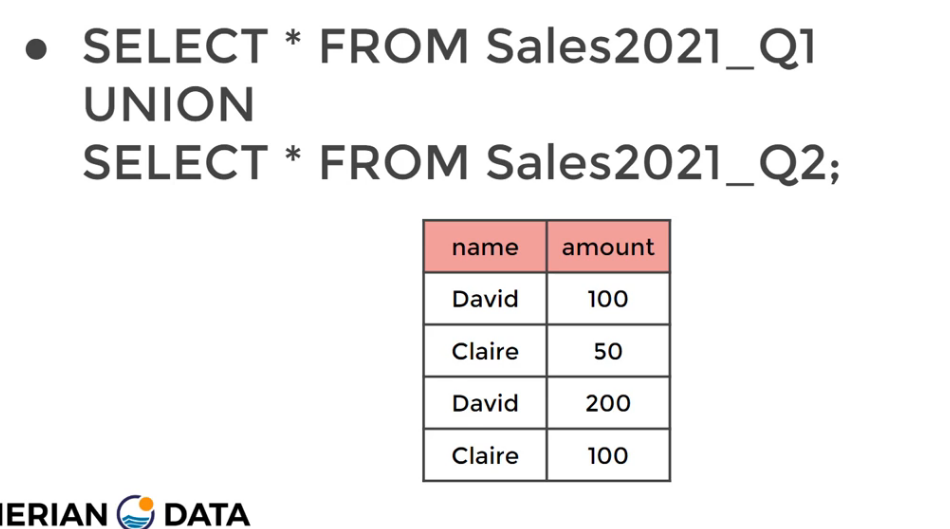 ● SELECT * FROM Sales2021_Q1
UNION
SELECT * FROM Sales2021_Q2;
name amount
David 100
Claire 50
David 200
Claire 100
IERIAN DATA